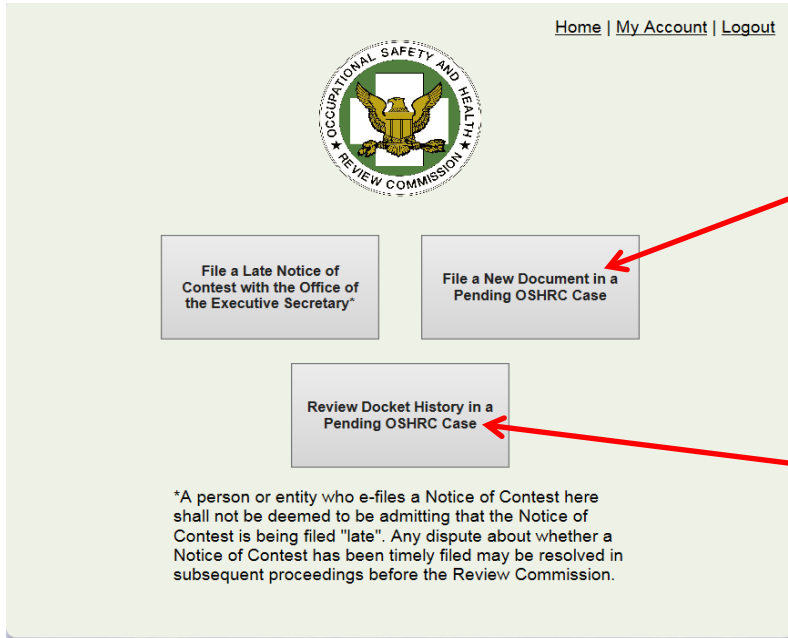 Home | My Account | Logout
OCCUPATIONAL SAFETY AND HEALTH
★ REVIEW COMMISSION ★
File a Late Notice of
Contest with the Office of
the Executive Secretary*
File a New Document in a
Pending OSHRC Case
Review Docket History in a
Pending OSHRC Case
*A person or entity who e-files a Notice of Contest here
shall not be deemed to be admitting that the Notice of
Contest is being filed "late". Any dispute about whether a
Notice of Contest has been timely filed may be resolved in
subsequent proceedings before the Review Commission.